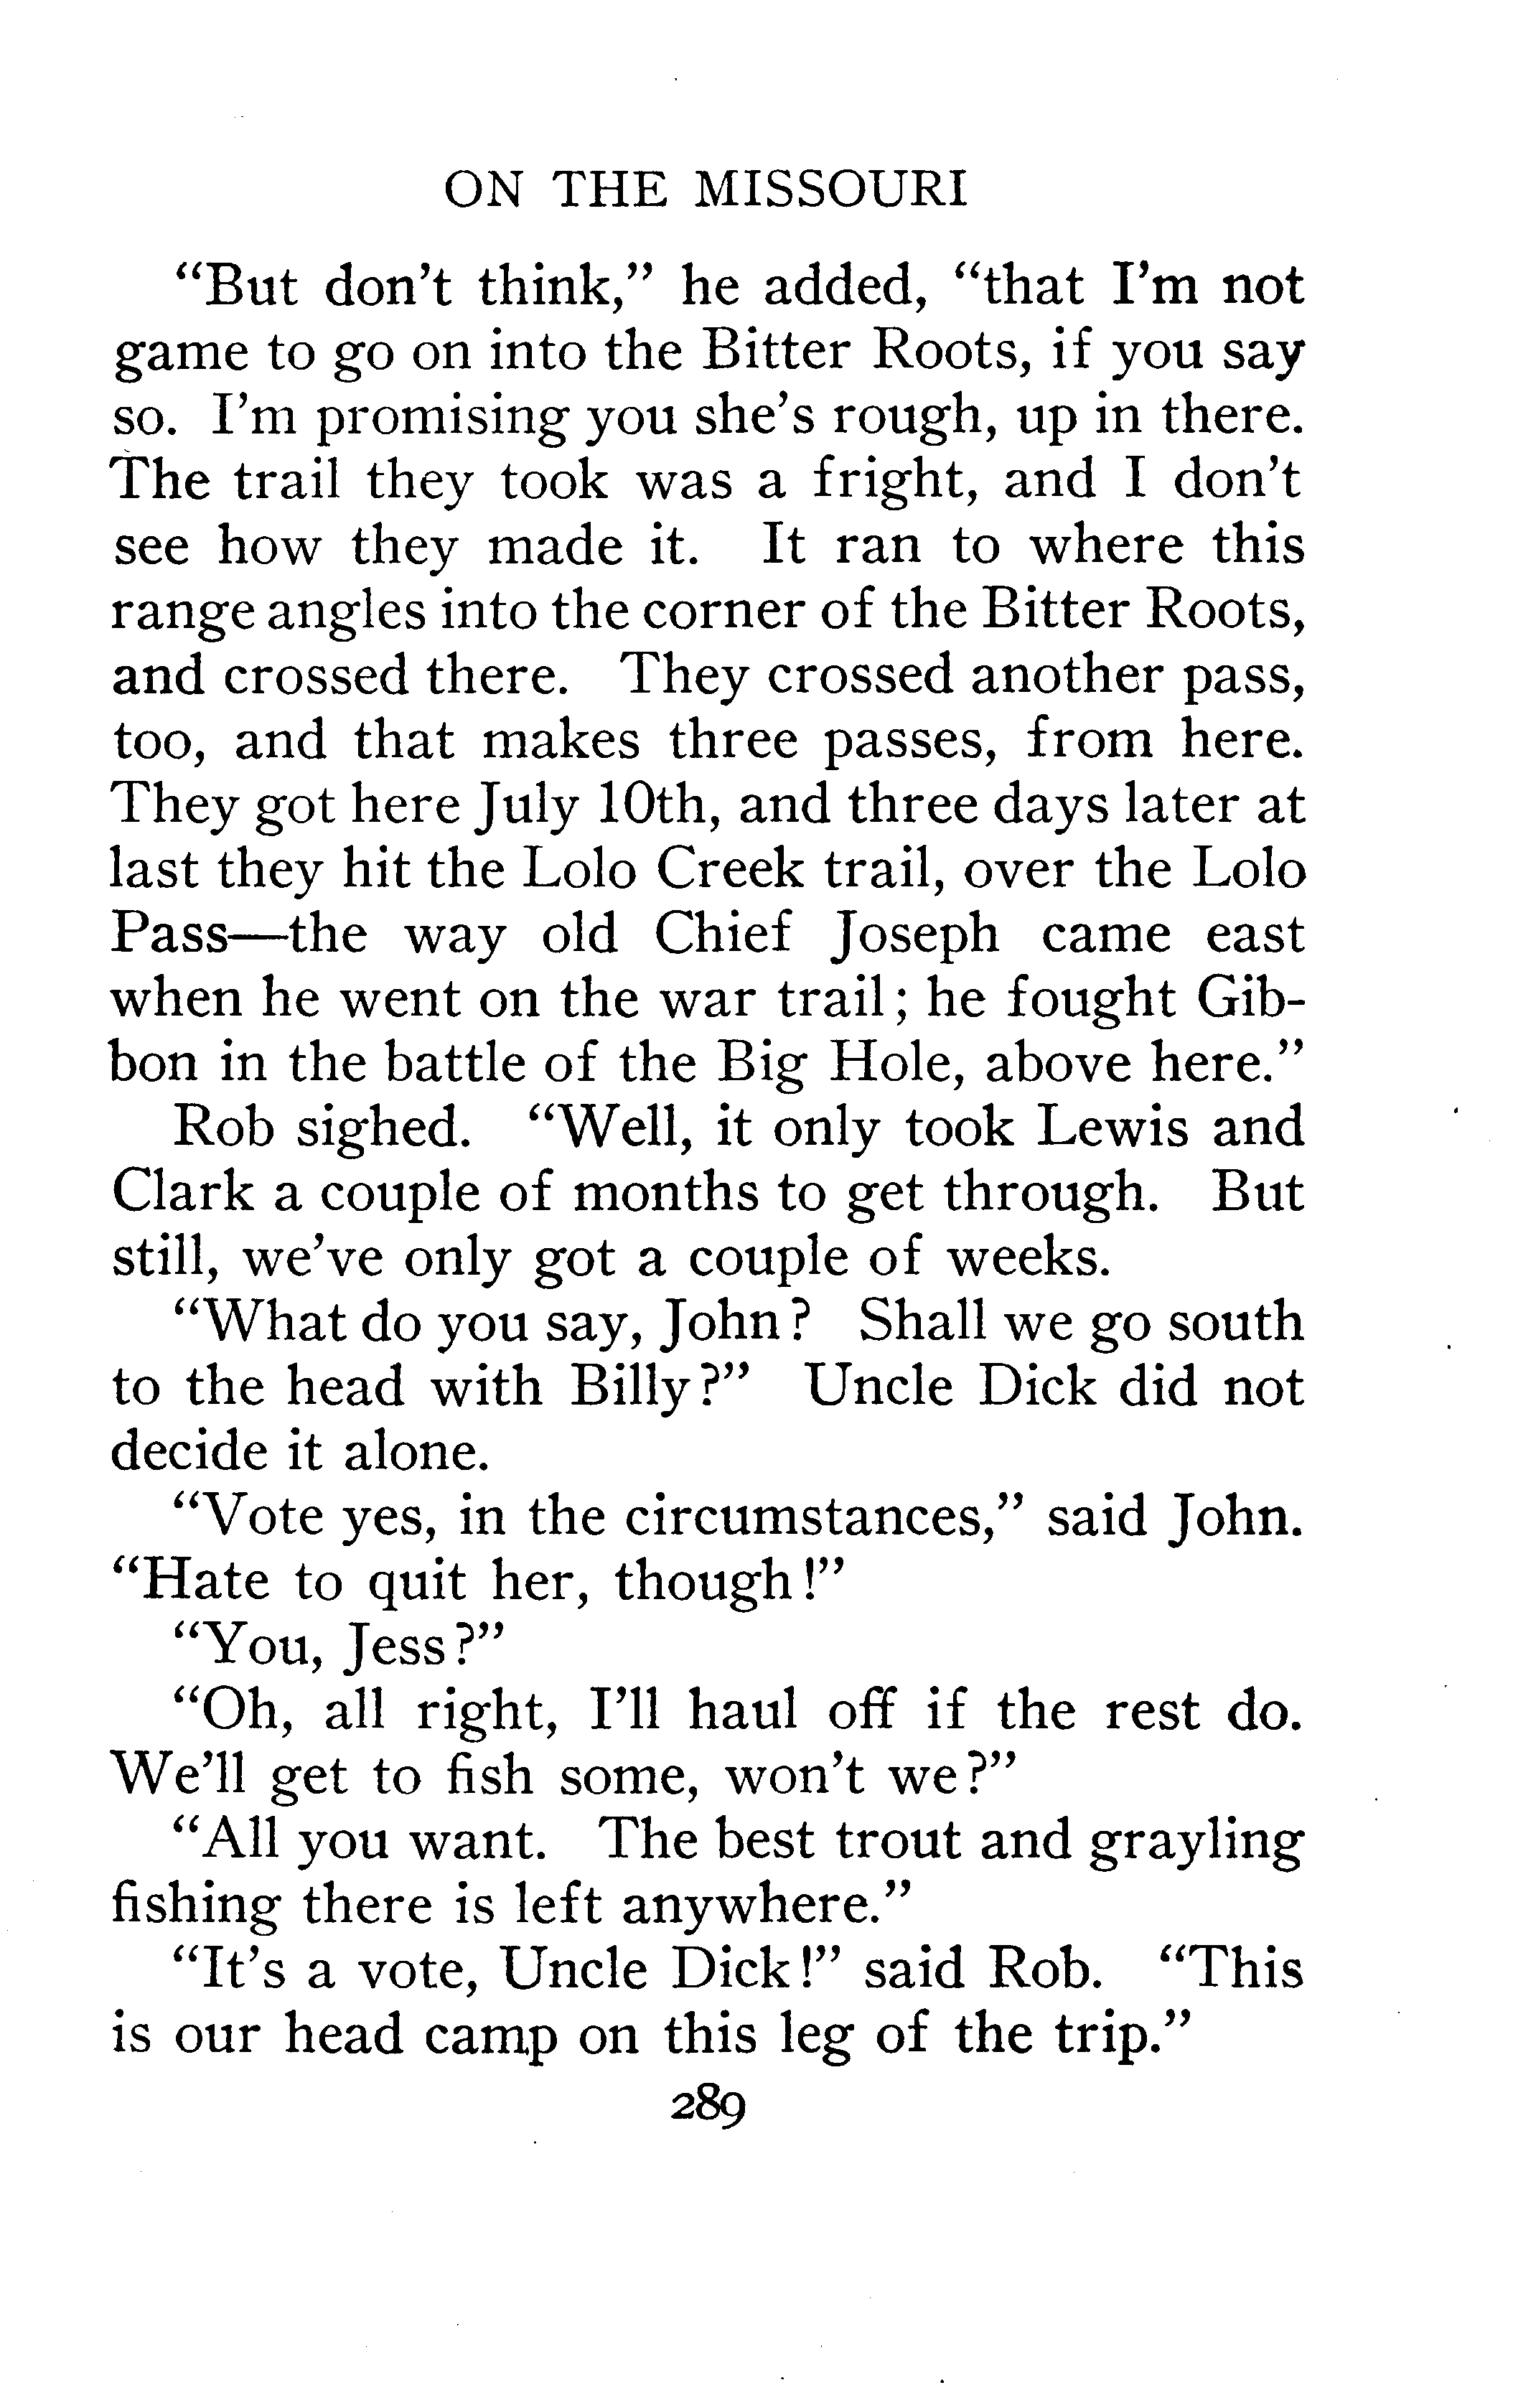 ON THE MISSOURI
“But don't think,” he added, “that I'm not
game to go on into the Bitter Roots, if you say
so. I'm promising you she's rough, up in there.
The trail they took was a fright, and I don't
see how they made it. It ran to where this
range angles into the corner of the Bitter Roots,
and crossed there. They crossed another pass,
too, and that makes three passes, from here.
They got here July 10th, and three days later at
last they hit the Lolo Creek trail, over the Lolo
Pass—the way old Chief Joseph came east
when he went on the war trail; he fought Gib-
bon in the battle of the Big Hole, above here.”
Rob sighed. “Well, it only took Lewis and
Clark a couple of months to get through. But
still, we've only got a couple of weeks.
“What do you say, John? Shall we go south
to the head with Billy?” Uncle Dick did not
decide it alone.
“Vote yes, in the circumstances,” said John.
“Hate to quit her, though!”
“You, Jess?”
“Oh, all right, I'll haul off if the rest do.
We'll get to fish some, won't we?”
“All you want. The best trout and grayling
fishing there is left anywhere.”
“It's a vote, Uncle Dick!” said Rob. “This
is our head camp on this leg of the trip.”
289